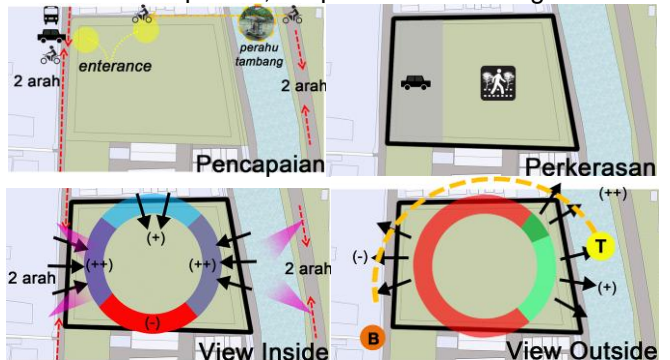 enterance
perahu
tambang
2 arah
2 arah
Pencapaian
Perkerasan
(+)
(++)
(++)
2 arah
2 arah
(-)
View Inside
(++)
T
(-)
(+)
B
View Outside